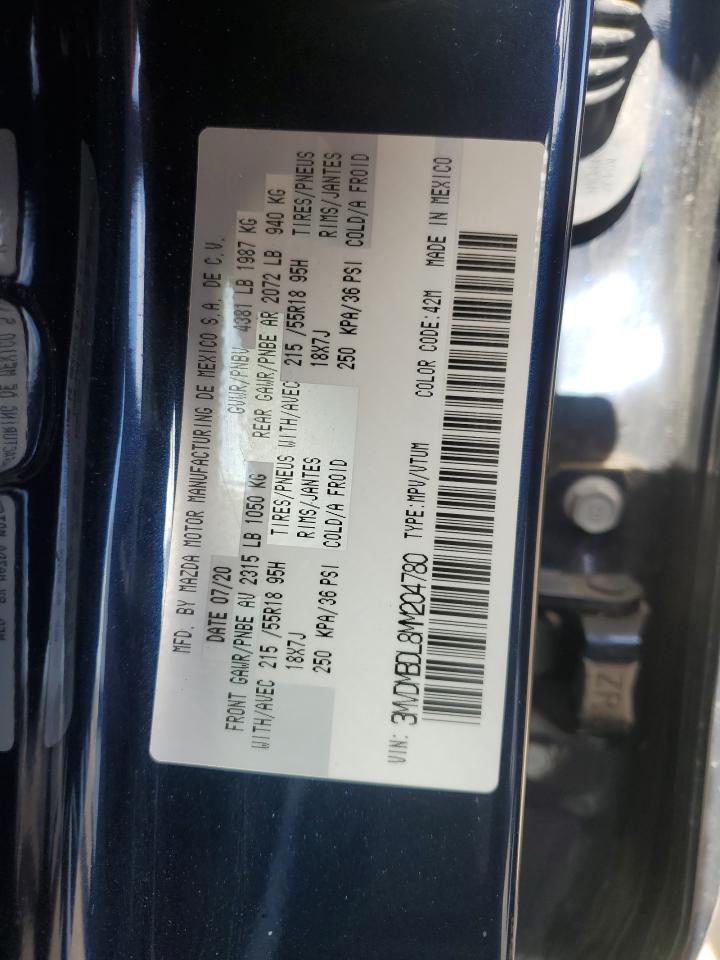 MFD. BY MAZDA MOTOR MANUFACTURING DE MEXICO S.A. DE C.V.
DATE 07/20 GVWR/PNBV 4381 LB 1987 KG
FRONT GAWR/PNBE AV 2315 LB 1050 KG REAR GAWR/PNBE AR 2072 LB 940 KG
WITH/AVEC 215 /55R18 95H TIRES/PNEUS WITH/AVEC 215 /55R18 95H TIRES/PNEUS
18X7J RIMS/JANTES 18X7J RIMS/JANTES
250 KPA/36 PSI COLD/A FROID 250 KPA/36 PSI COLD/A FROID
VIN: 3MVDMBDL8MM204780 TYPE:MPV/VTUM COLOR CODE:42M MADE IN MEXICO
ZP